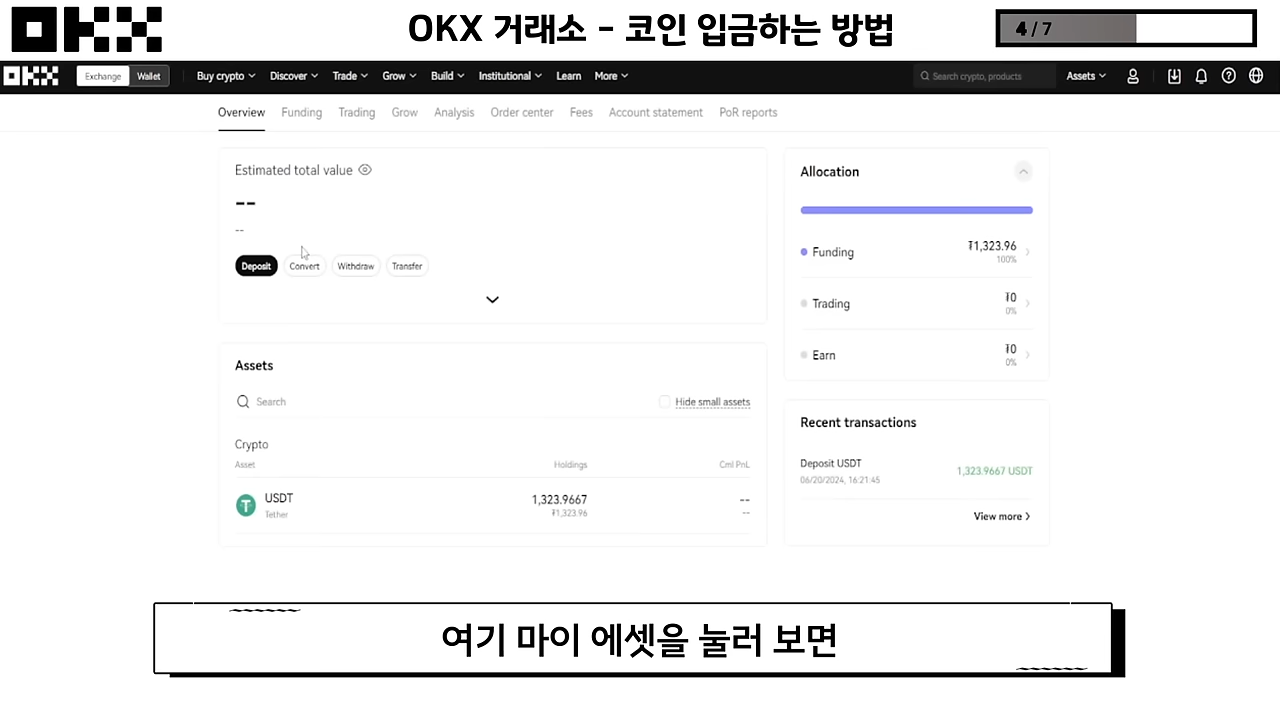 OKX
OKX 거래소 - 코인 입금하는 방법
4 / 7
OKX
Exchange Wallet Buy crypto Discover Trade Grow Build Institutional Learn More Search crypto, products Assets
Overview Funding Trading Grow Analysis Order center Fees Account statement PoR reports
Estimated total value
--
--
Deposit Convert Withdraw Transfer
Assets
Search Hide small assets
Crypto
Asset Holdings Cml PnL
USDT 1,323.9667 --
Tether ₮1,323.96 --
Allocation
Funding ₮1,323.96
100%
Trading ₮0
0%
Earn ₮0
0%
Recent transactions
Deposit USDT 1,323.9667 USDT
06/20/2024, 16:21:45
View more
여기 마이 에셋을 눌러 보면